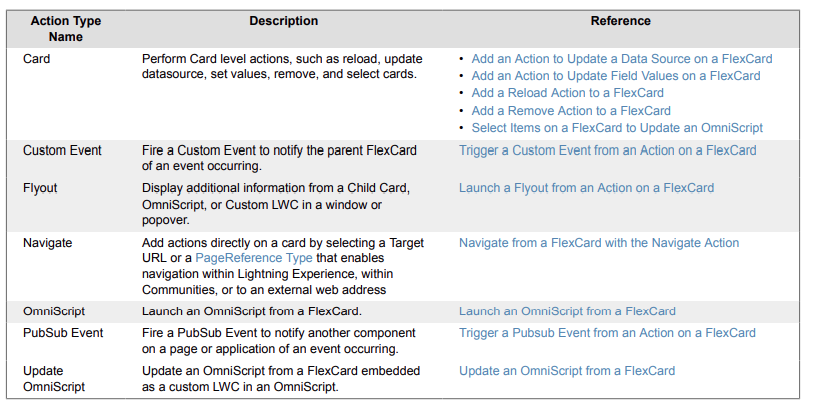 Action Type Name
Description
Reference
Card
Perform Card level actions, such as reload, update
datasource, set values, remove, and select cards.
• Add an Action to Update a Data Source on a FlexCard
• Add an Action to Update Field Values on a FlexCard
• Add a Reload Action to a FlexCard
• Add a Remove Action to a FlexCard
• Select Items on a FlexCard to Update an OmniScript
Custom Event
Fire a Custom Event to notify the parent FlexCard
of an event occurring.
Trigger a Custom Event from an Action on a FlexCard
Flyout
Display additional information from a Child Card,
OmniScript, or Custom LWC in a window or
popover.
Launch a Flyout from an Action on a FlexCard
Navigate
Add actions directly on a card by selecting a Target
URL or a PageReference Type that enables
navigation within Lightning Experience, within
Communities, or to an external web address
Navigate from a FlexCard with the Navigate Action
OmniScript
Launch an OmniScript from a FlexCard.
Launch an OmniScript from a FlexCard
PubSub Event
Fire a PubSub Event to notify another component
on a page or application of an event occurring.
Trigger a Pubsub Event from an Action on a FlexCard
Update
OmniScript
Update an OmniScript from a FlexCard embedded
as a custom LWC in an OmniScript.
Update an OmniScript from a FlexCard